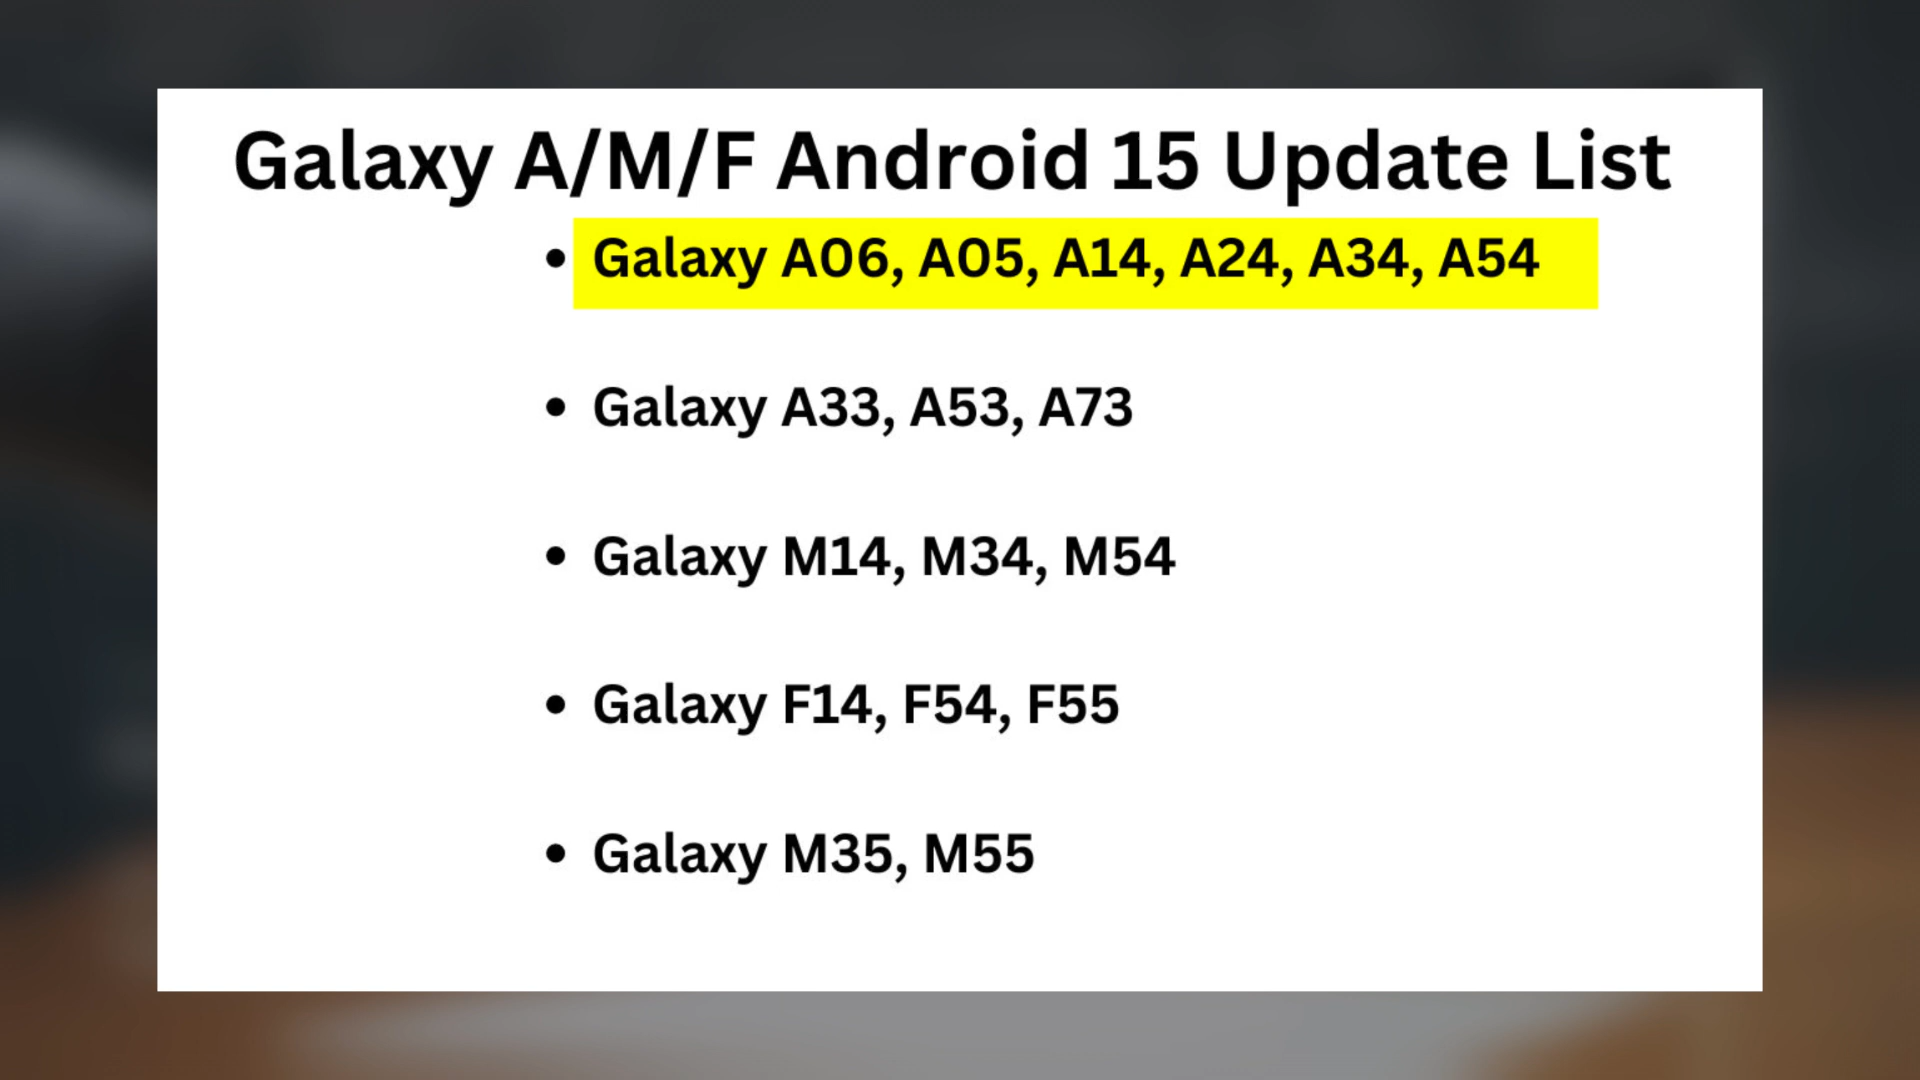 Galaxy A/M/F Android 15 Update List
• Galaxy A06, A05, A14, A24, A34, A54
• Galaxy A33, A53, A73
• Galaxy M14, M34, M54
• Galaxy F14, F54, F55
• Galaxy M35, M55